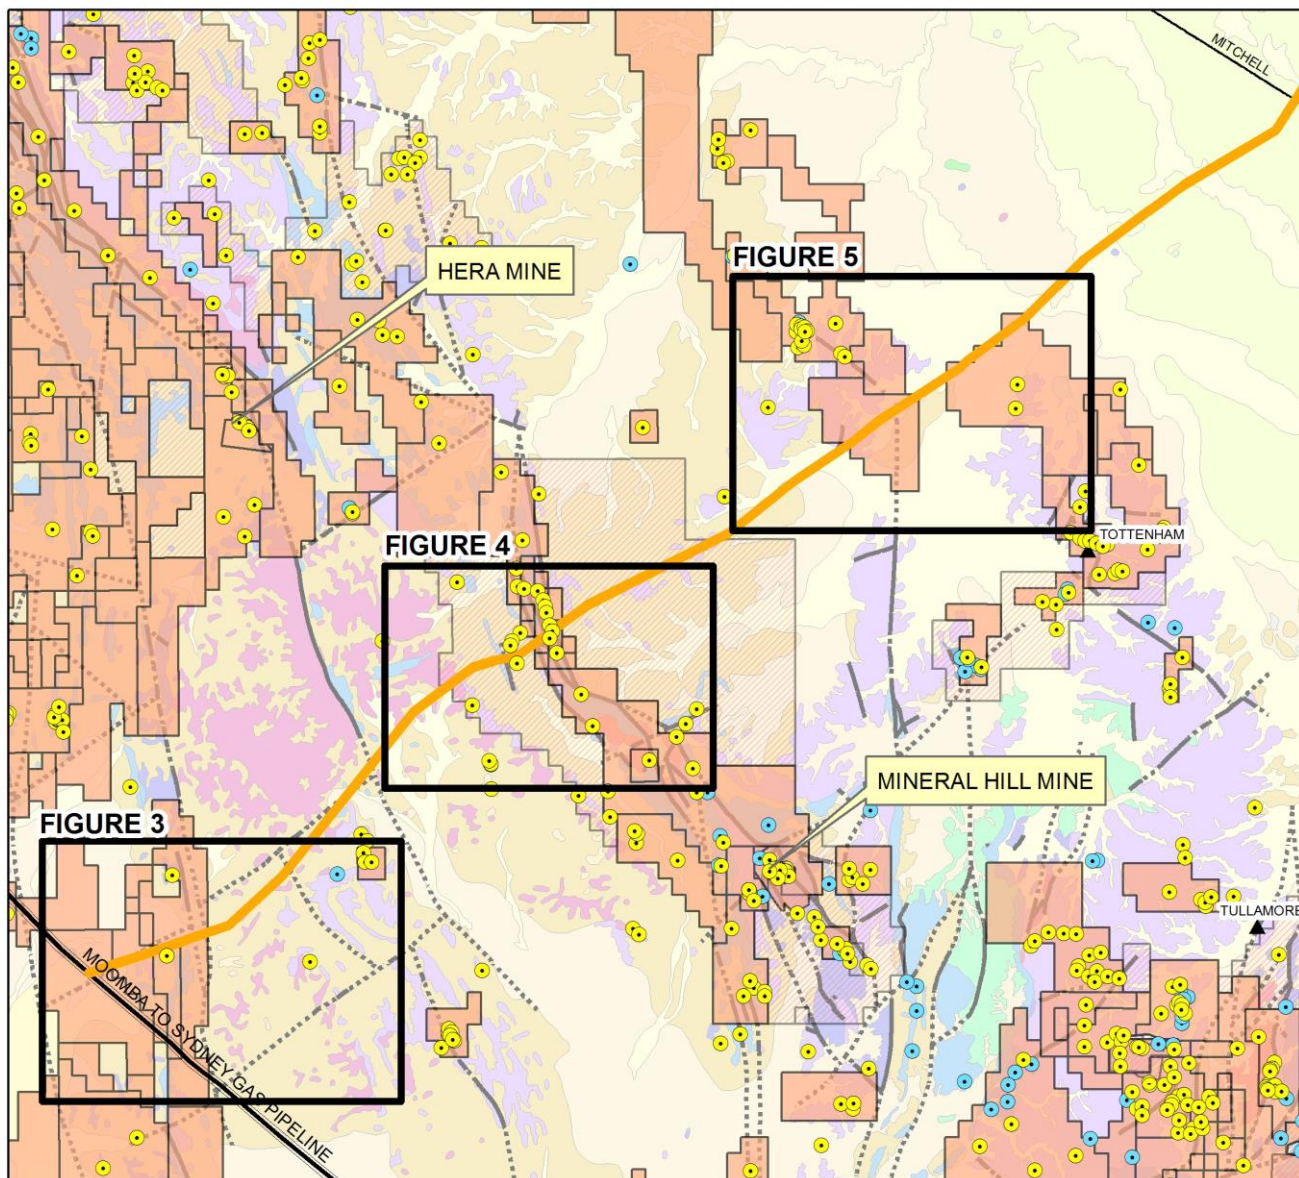 MITCHELL
FIGURE 5
HERA MINE
FIGURE 4
TOTTENHAM
MINERAL HILL MINE
FIGURE 3
TULLAMORE
MOOMBA TO SYDNEY GAS PIPELINE